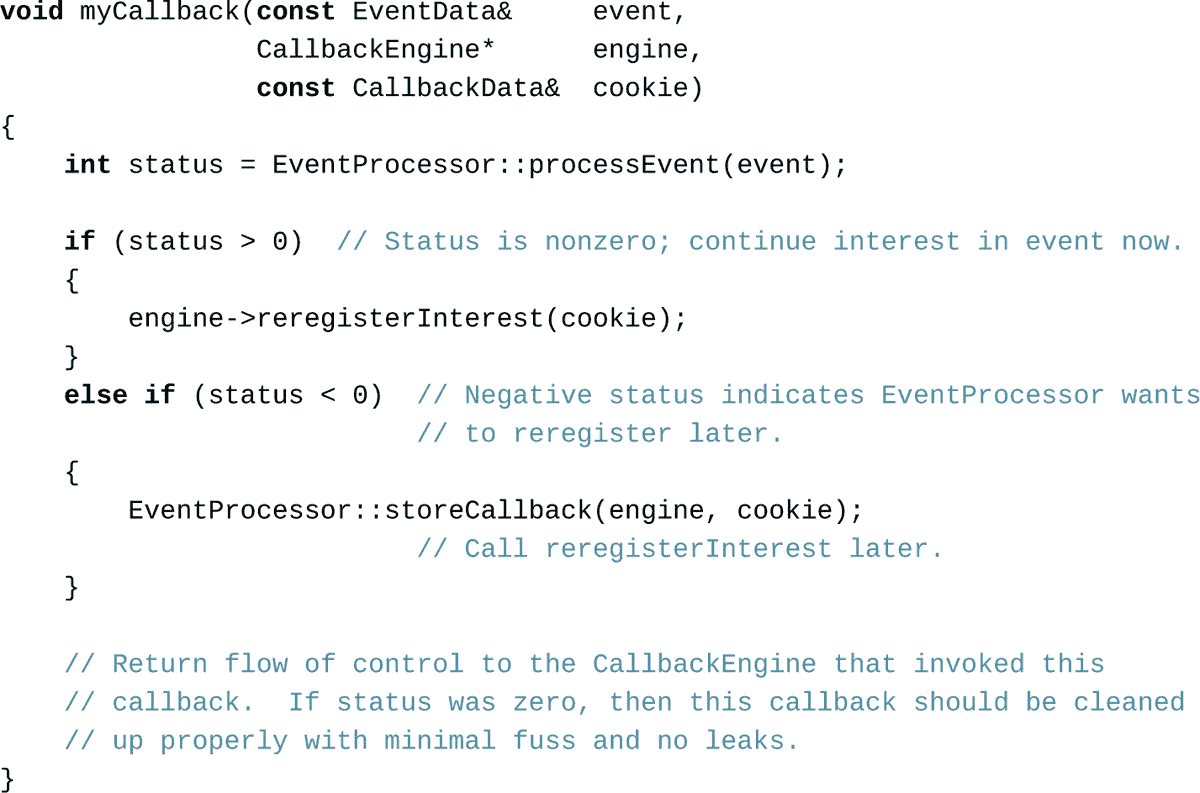 void myCallback(const EventData&     event,
                CallbackEngine*      engine,
                const CallbackData&  cookie)
{
    int status = EventProcessor::processEvent(event);

    if (status > 0)  // Status is nonzero; continue interest in event now.
    {
        engine->reregisterInterest(cookie);
    }
    else if (status < 0)  // Negative status indicates EventProcessor wants
                          // to reregister later.
    {
        EventProcessor::storeCallback(engine, cookie);
                          // Call reregisterInterest later.
    }

    // Return flow of control to the CallbackEngine that invoked this
    // callback.  If status was zero, then this callback should be cleaned
    // up properly with minimal fuss and no leaks.
}